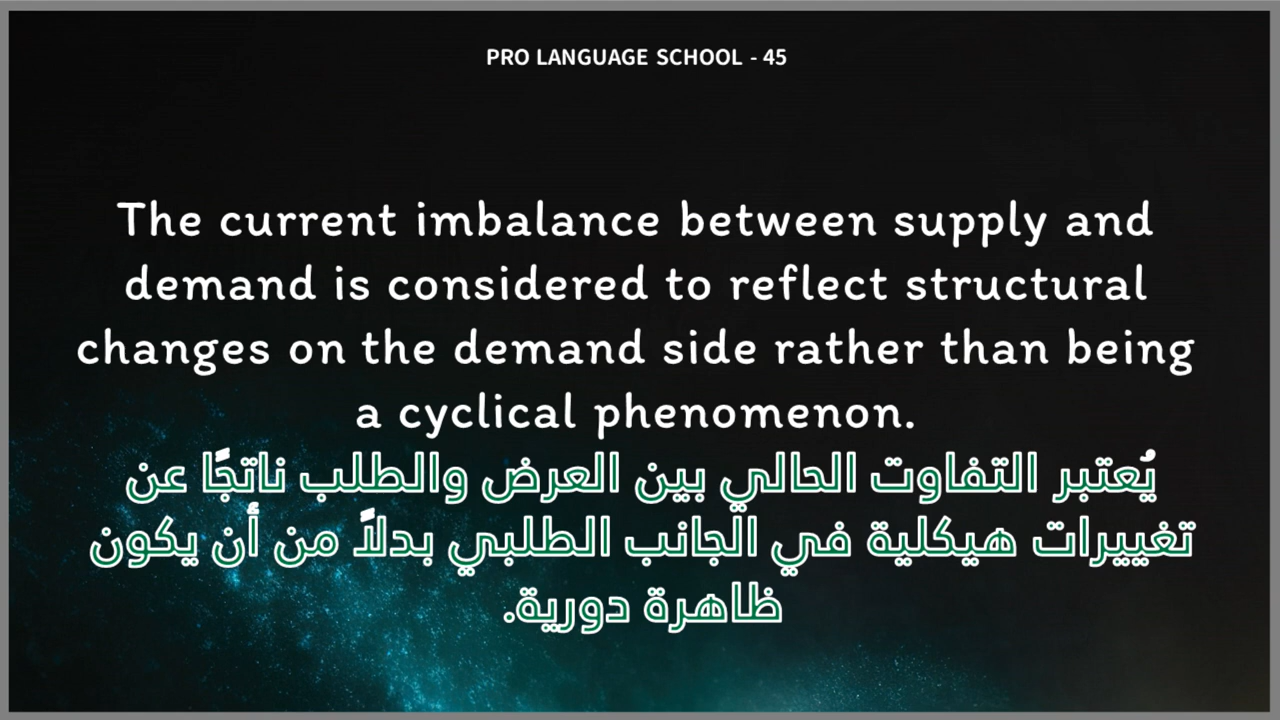 PRO LANGUAGE SCHOOL - 45
The current imbalance between supply and
demand is considered to reflect structural
changes on the demand side rather than being
a cyclical phenomenon.
يُعتبر التفاوت الحالي بين العرض والطلب ناتجًا عن
تغييرات هيكلية في الجانب الطلبي بدلاً من أن يكون
ظاهرة دورية.